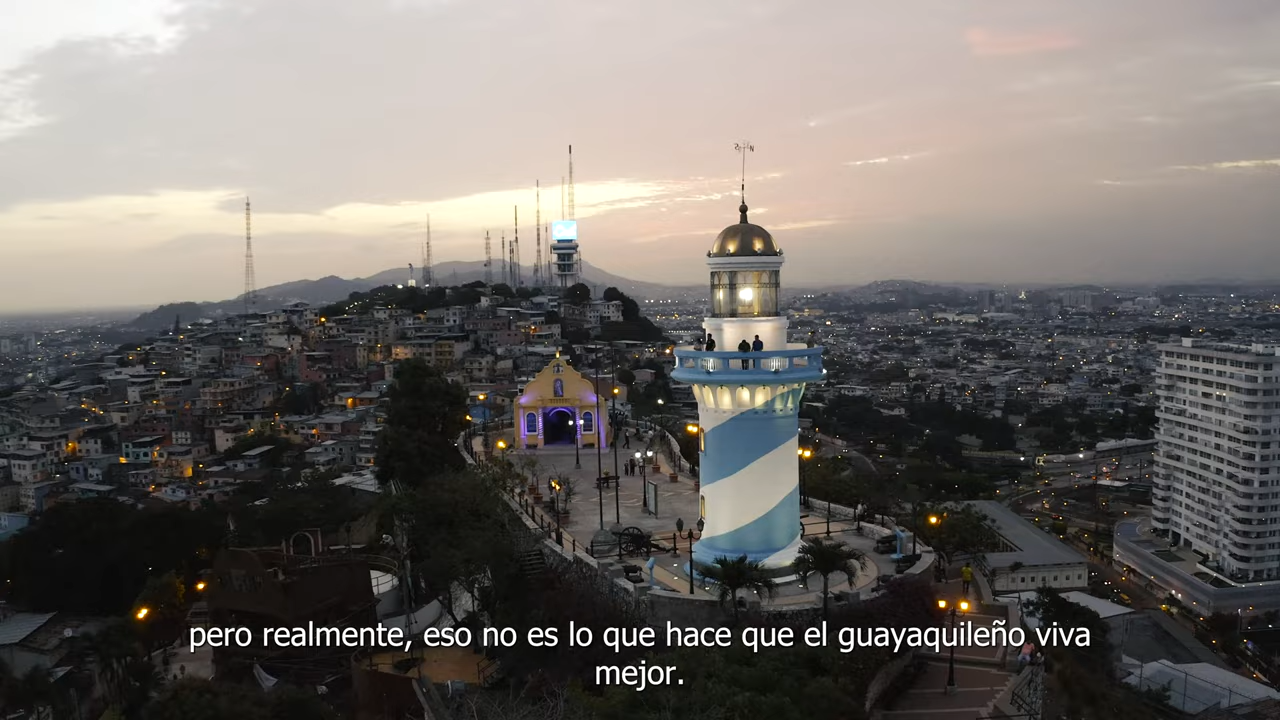 pero realmente, eso no es lo que hace que el guayaquileño viva
mejor.